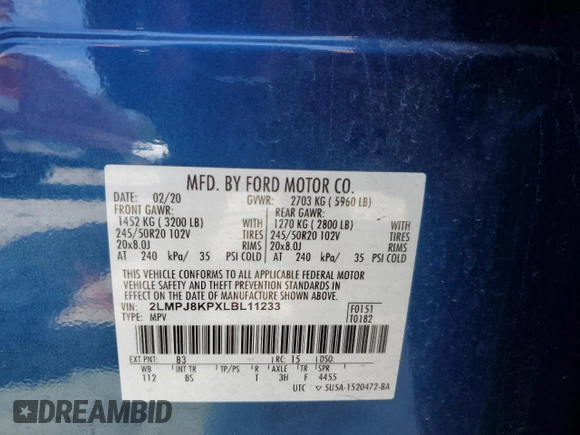 MFD. BY FORD MOTOR CO.
DATE: 02/20 GVWR: 2703 KG ( 5960 LB)
FRONT GAWR: REAR GAWR:
1452 KG ( 3200 LB) WITH 1270 KG ( 2800 LB) WITH
245/50R20 102V TIRES 245/50R20 102V TIRES
20x8.0J RIMS 20x8.0J RIMS
AT 240 kPa/ 35 PSI COLD AT 240 kPa/ 35 PSI COLD
THIS VEHICLE CONFORMS TO ALL APPLICABLE FEDERAL MOTOR
VEHICLE SAFETY AND THEFT PREVENTION STANDARDS IN
EFFECT ON THE DATE OF MANUFACTURE SHOWN ABOVE.
VIN: 2LMPJ8KPXLBL11233 F0151
TYPE: MPV T0182
EXT PNT: B3 RC: 15 DSO:
WB INT TR TP/PS R AXLE TR SPR
112 BS T 3H F 4455
UTC ▽ 5U5A-1520472-BA
DEALERSLIKE.COM